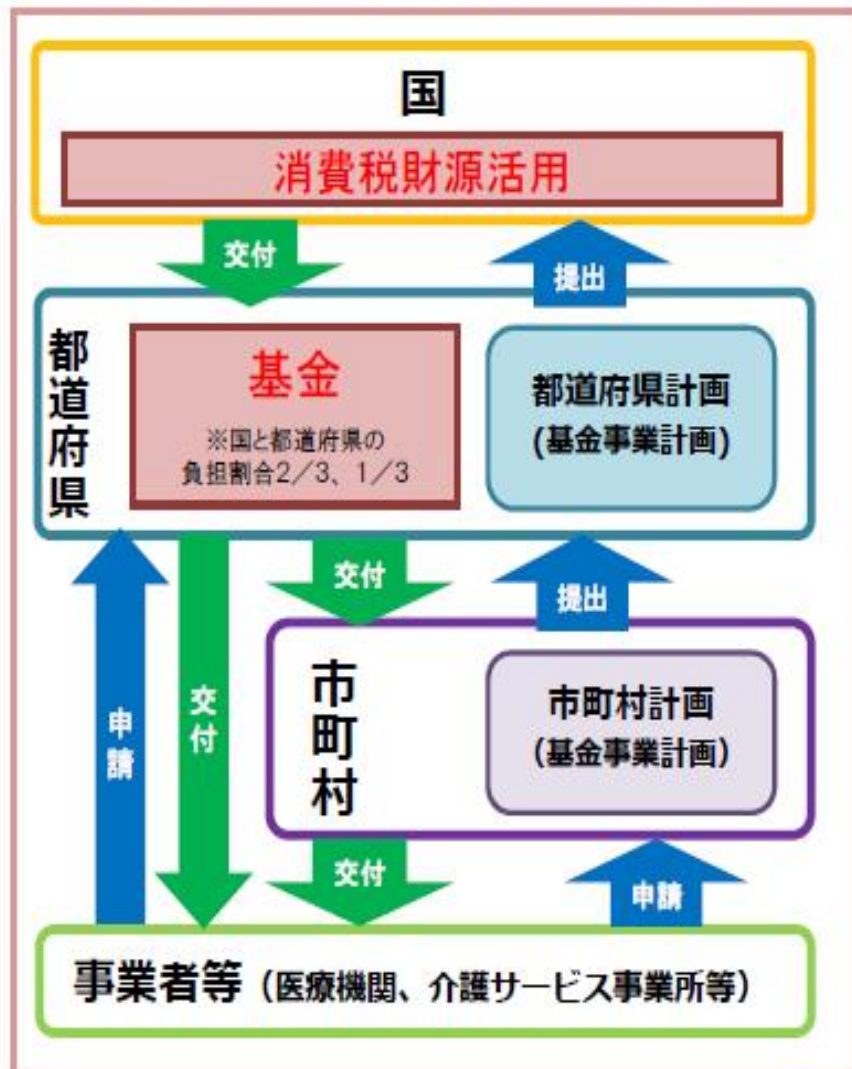 国
消費税財源活用
交付
提出
都道府県
基金
※国と都道府県の
負担割合2/3、1/3
都道府県計画
(基金事業計画)
交付
提出
申請
交付
市町村
市町村計画
(基金事業計画)
交付
申請
事業者等(医療機関、介護サービス事業所等)